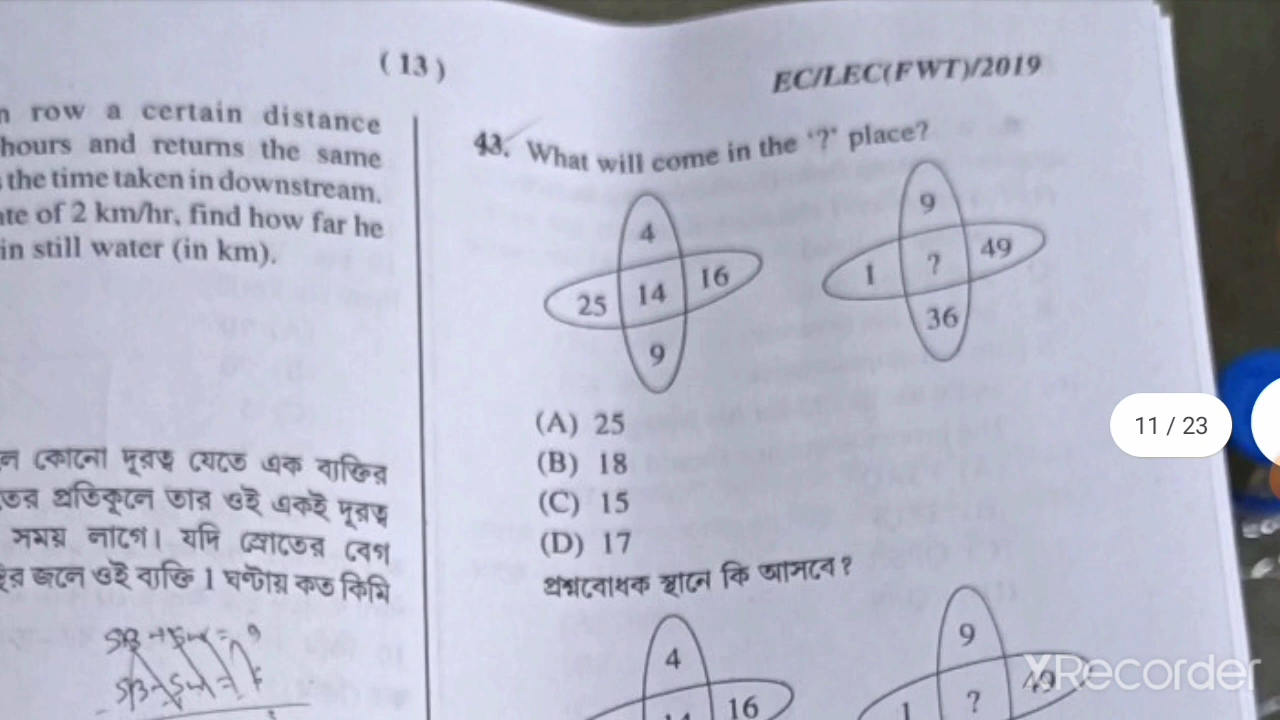 ( 13 )
EC/LEC(FWT)/2019
row a certain distance
hours and returns the same
the time taken in downstream.
of 2 km/hr, find how far he
in still water (in km).
কোনো দূরত্ব যেতে এক ব্যক্তির
প্রতিকূলে তার ওই একই দূরত্ব
সময় লাগে। যদি স্রোতের বেগ
জলে ওই ব্যক্তি 1 ঘণ্টায় কত কিমি
43. What will come in the '?' place?
4
25 14 16
9
9
1 ? 49
36
(A) 25
(B) 18
(C) 15
(D) 17
প্রশ্নবোধক স্থানে কি আসবে?
4
16
9
1 ? 49
11 / 23
XRecorder